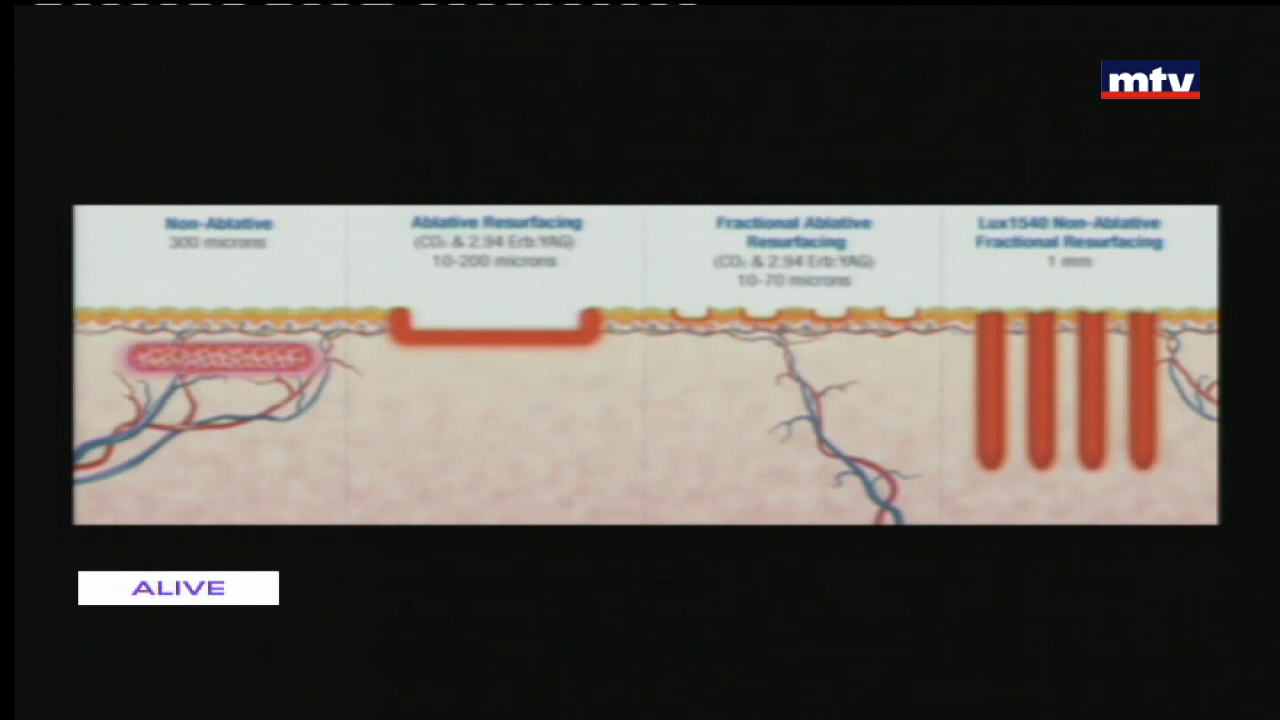 mtv
Non-Ablative
300 microns
Ablative Resurfacing
(CO₂ & 2.94 Erb:YAG)
10-200 microns
Fractional Ablative
Resurfacing
(CO₂ & 2.94 Erb:YAG)
10-70 microns
Lux1540 Non-Ablative
Fractional Resurfacing
1 mm
ALIVE